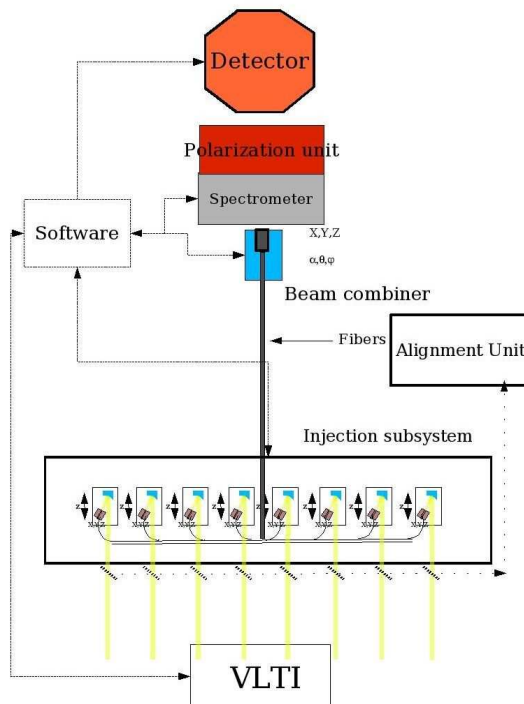 Detector
Polarization unit
Spectrometer
X,Y,Z
Software
α,θ,φ
Beam combiner
Fibers
Alignment Unit
Injection subsystem
z z z z z z z z
X,Y,Z X,Y,Z X,Y,Z X,Y,Z X,Y,Z X,Y,Z X,Y,Z X,Y,Z
VLTI